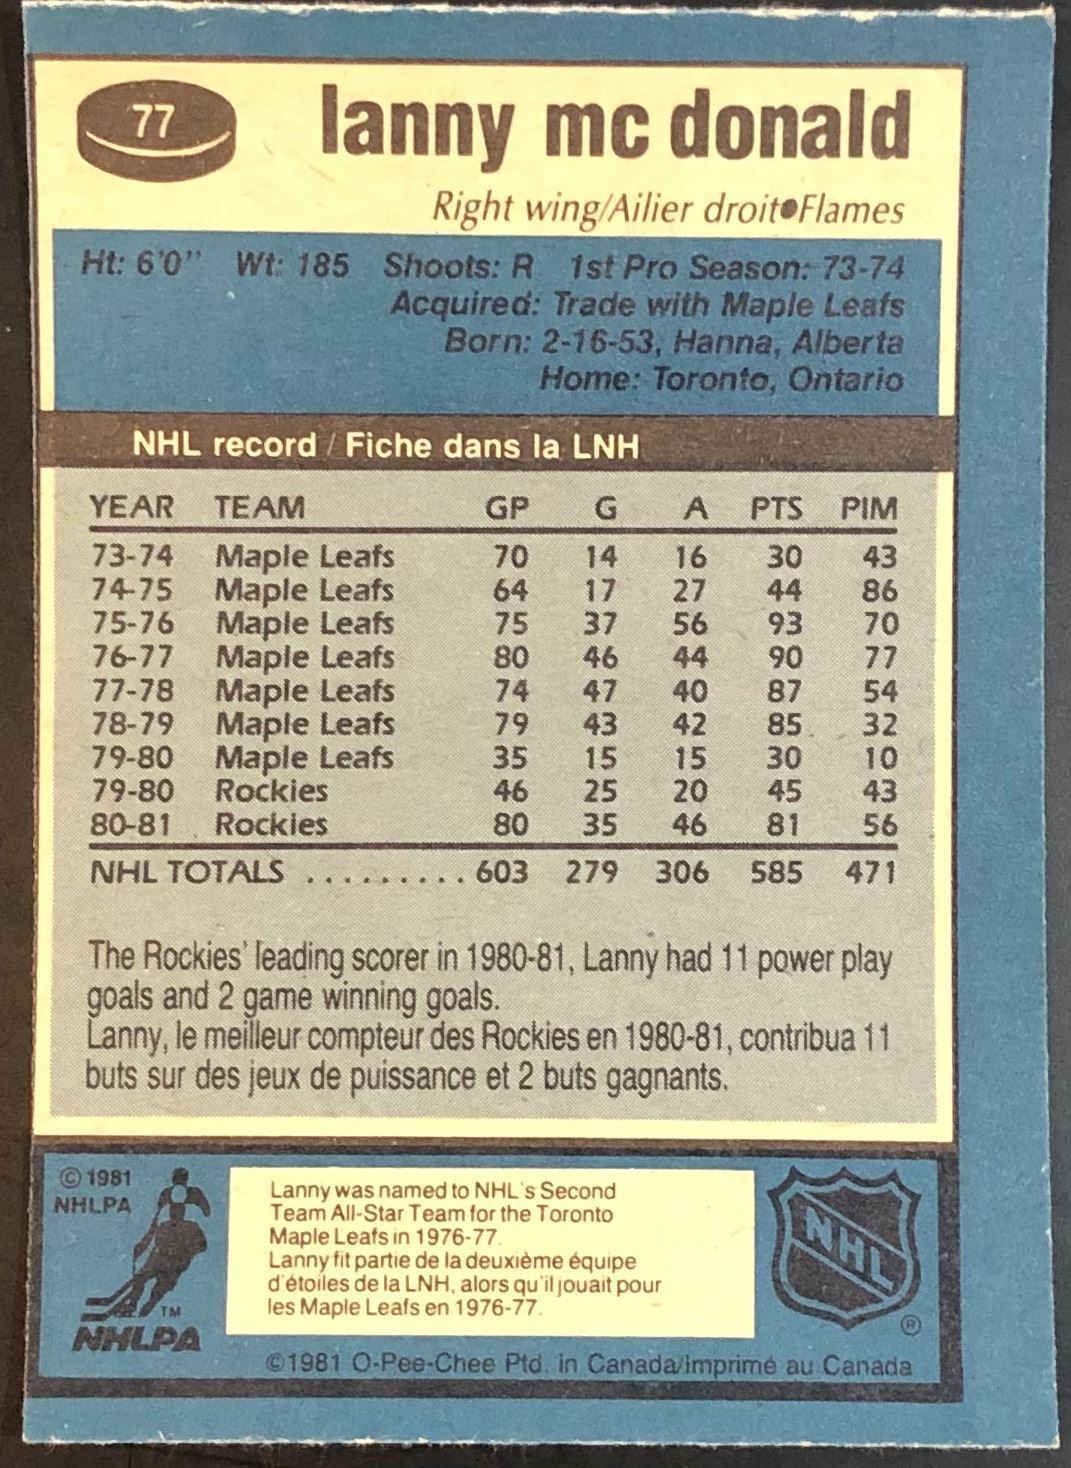 77
lanny mc donald
Right wing/Ailier droit●Flames
Ht: 6'0" Wt: 185 Shoots: R 1st Pro Season: 73-74
Acquired: Trade with Maple Leafs
Born: 2-16-53, Hanna, Alberta
Home: Toronto, Ontario
NHL record / Fiche dans la LNH
YEAR TEAM GP G A PTS PIM
73-74 Maple Leafs 70 14 16 30 43
74-75 Maple Leafs 64 17 27 44 86
75-76 Maple Leafs 75 37 56 93 70
76-77 Maple Leafs 80 46 44 90 77
77-78 Maple Leafs 74 47 40 87 54
78-79 Maple Leafs 79 43 42 85 32
79-80 Maple Leafs 35 15 15 30 10
79-80 Rockies 46 25 20 45 43
80-81 Rockies 80 35 46 81 56
NHL TOTALS .......... 603 279 306 585 471
The Rockies' leading scorer in 1980-81, Lanny had 11 power play
goals and 2 game winning goals.
Lanny, le meilleur compteur des Rockies en 1980-81, contribua 11
buts sur des jeux de puissance et 2 buts gagnants.
© 1981
NHLPA
TM
NHLPA
Lanny was named to NHL's Second
Team All-Star Team for the Toronto
Maple Leafs in 1976-77.
Lanny fit partie de la deuxième équipe
d'étoiles de la LNH, alors qu'il jouait pour
les Maple Leafs en 1976-77.
NHL
®
©1981 O-Pee-Chee Ptd. in Canada/Imprimé au Canada